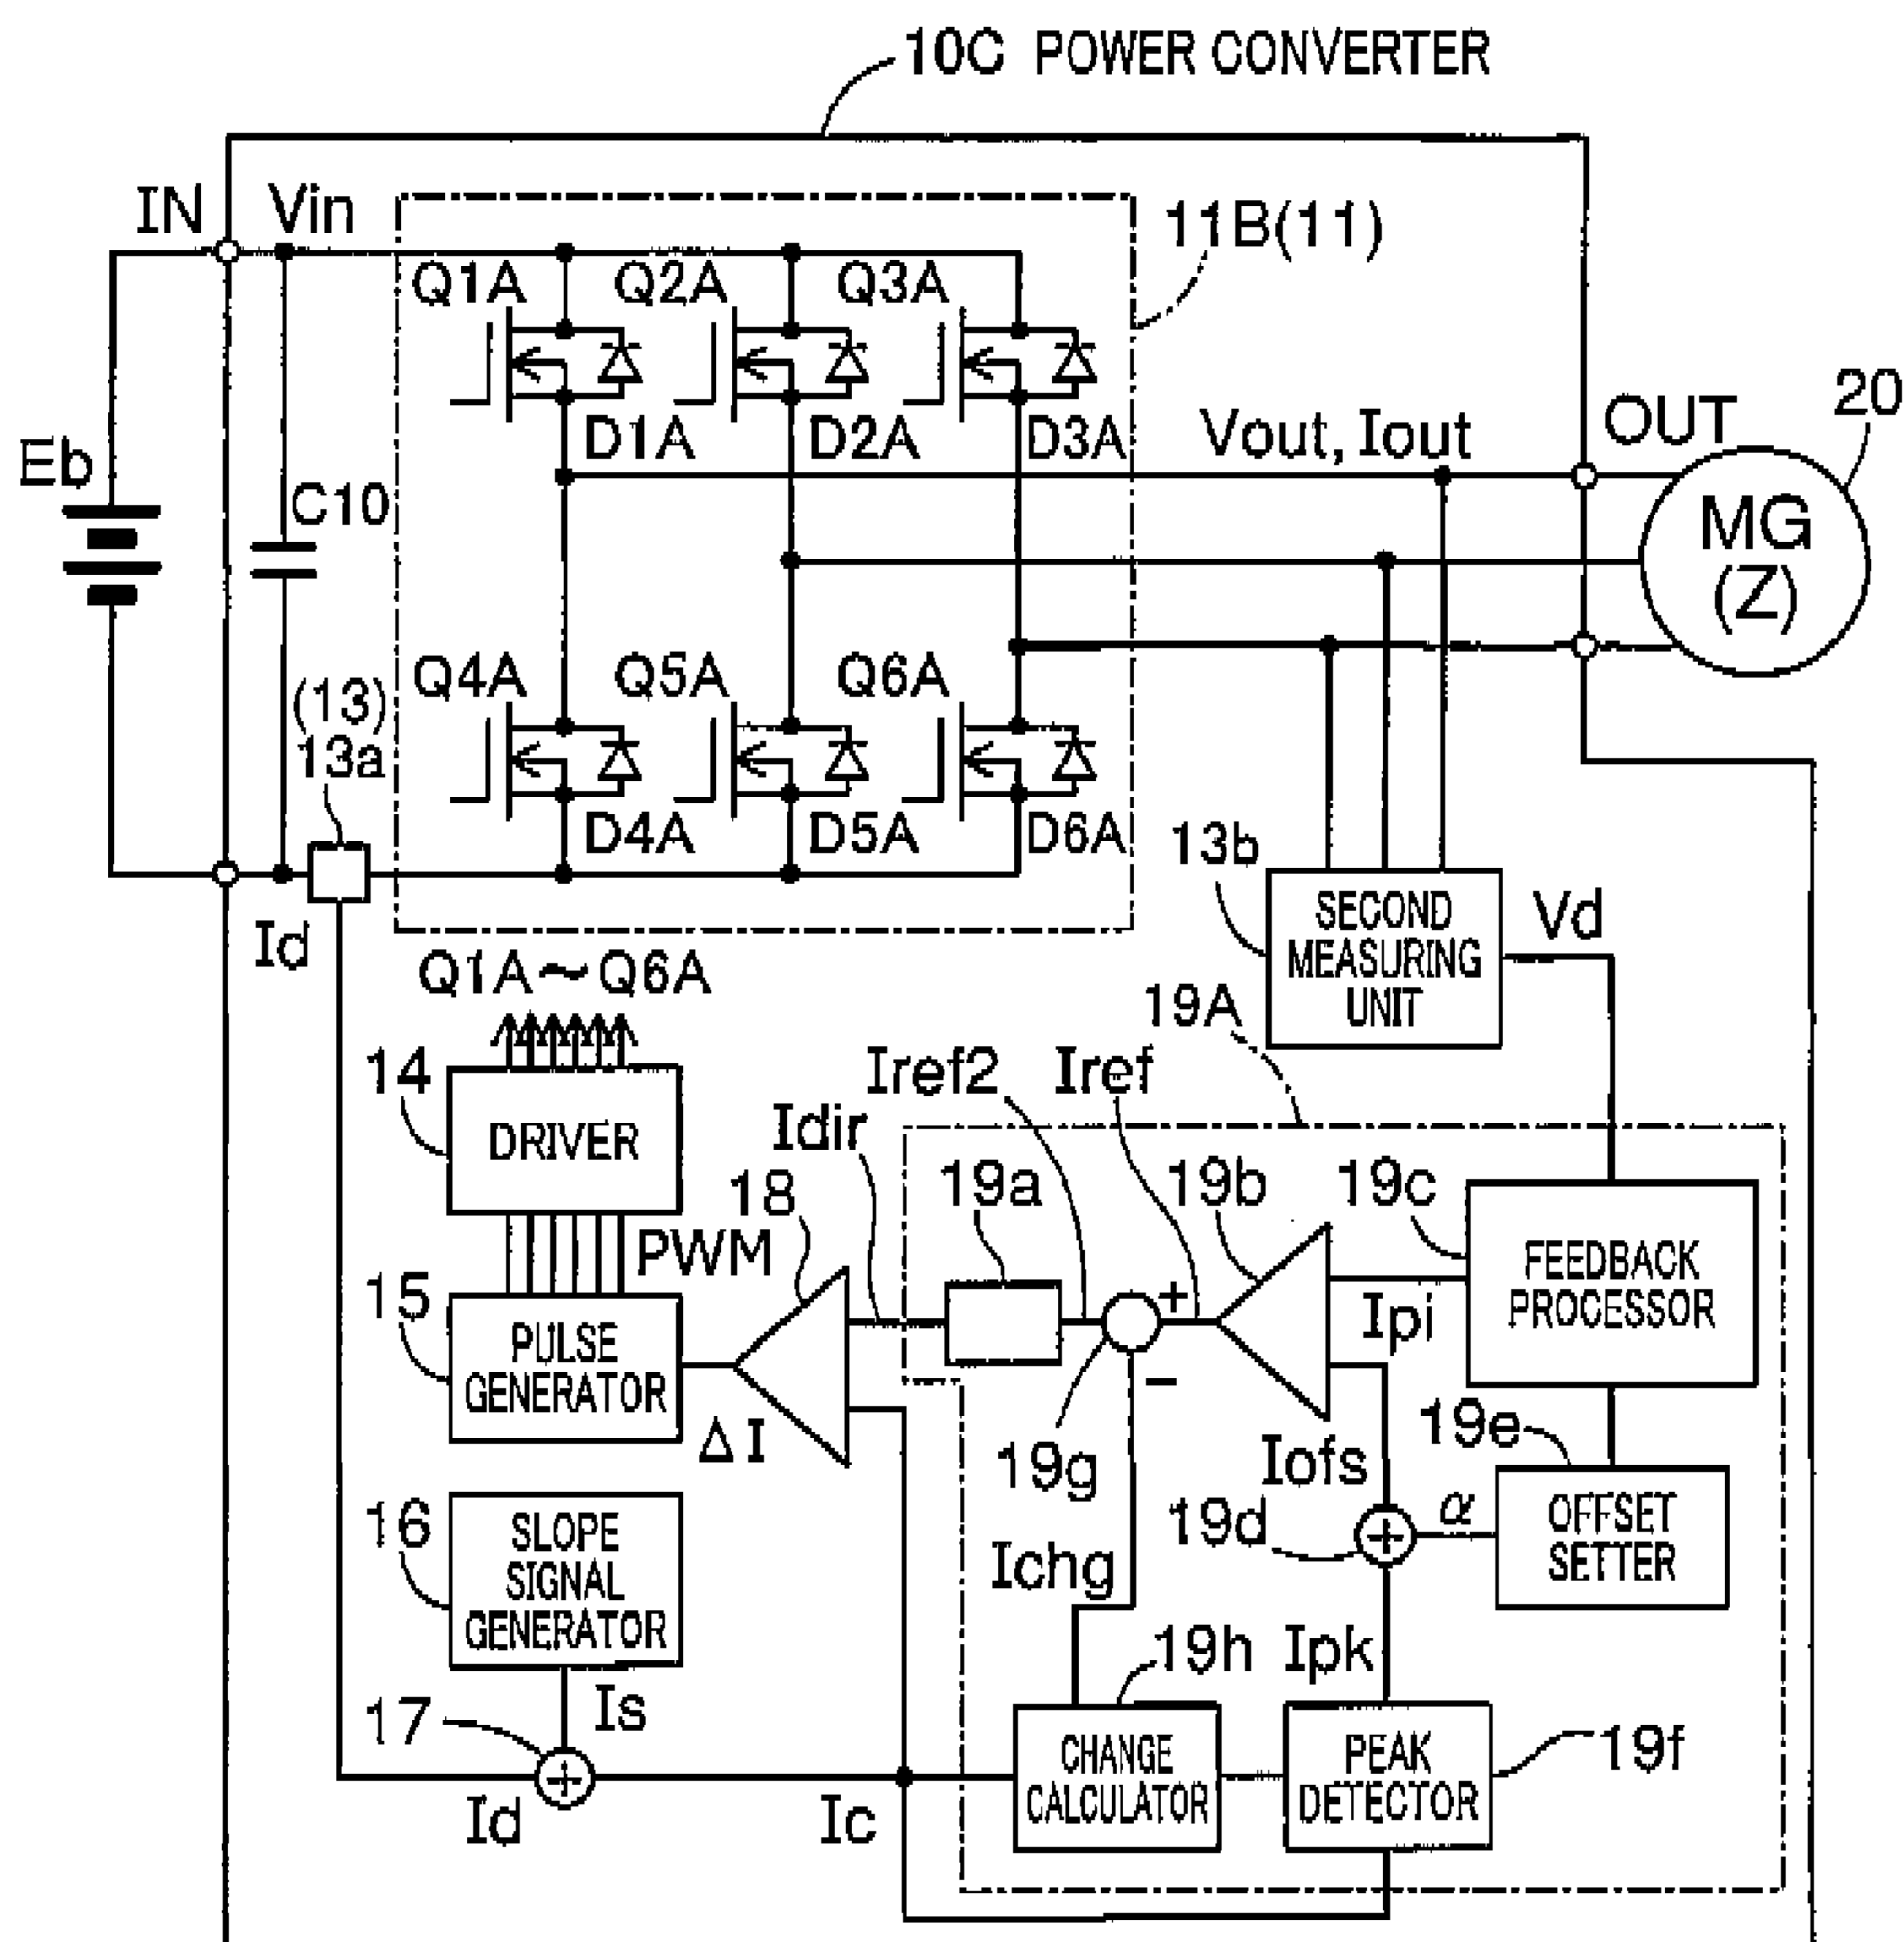 10C POWER CONVERTER
IN Vin
11B(11)
Q1A Q2A Q3A
D1A D2A D3A
Vout, Iout
OUT
20
Eb
C10
MG
(Z)
Q4A Q5A Q6A
(13)
13a
D4A D5A D6A
13b
SECOND
MEASURING
UNIT
Vd
Id
Q1A~Q6A
19A
14
DRIVER
Iref2 Iref
Idir
18
19a 19b 19c
PWM
FEEDBACK
PROCESSOR
15
PULSE
GENERATOR
+
Ipi
−
ΔI
19g
Iofs
19e
16
SLOPE
SIGNAL
GENERATOR
19d
+
α
OFFSET
SETTER
Ichg
19h
Ipk
17
Is
+
CHANGE
CALCULATOR
PEAK
DETECTOR
19f
Id
Ic